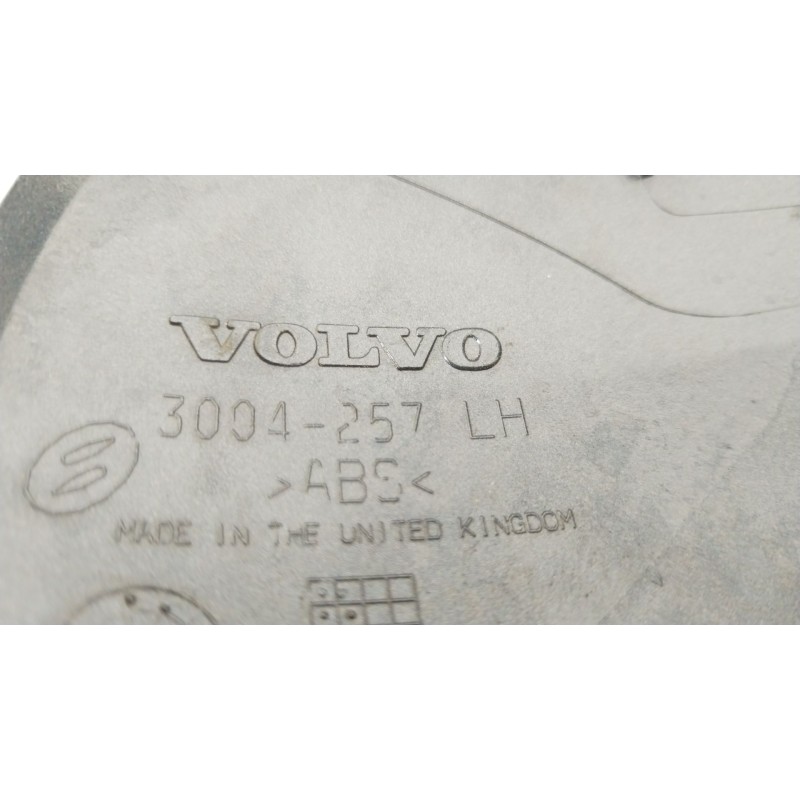 VOLVO
3004-257 LH
>ABS<
MADE IN THE UNITED KINGDOM